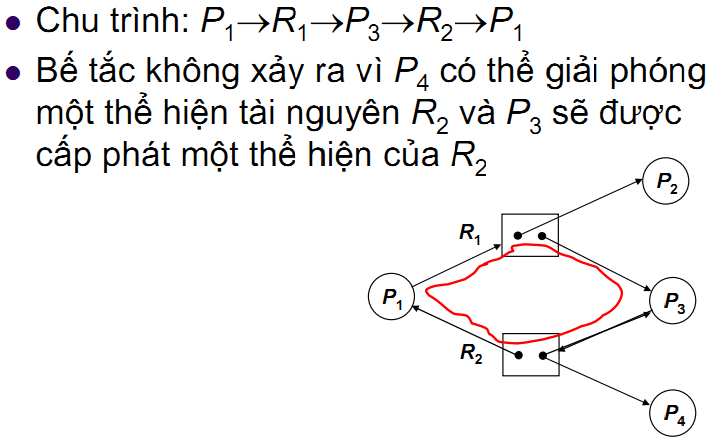 Chu trình: P₁→R₁→P₃→R₂→P₁
Bế tắc không xảy ra vì P₄ có thể giải phóng
một thể hiện tài nguyên R₂ và P₃ sẽ được
cấp phát một thể hiện của R₂
P₂
R₁
P₁
P₃
R₂
P₄